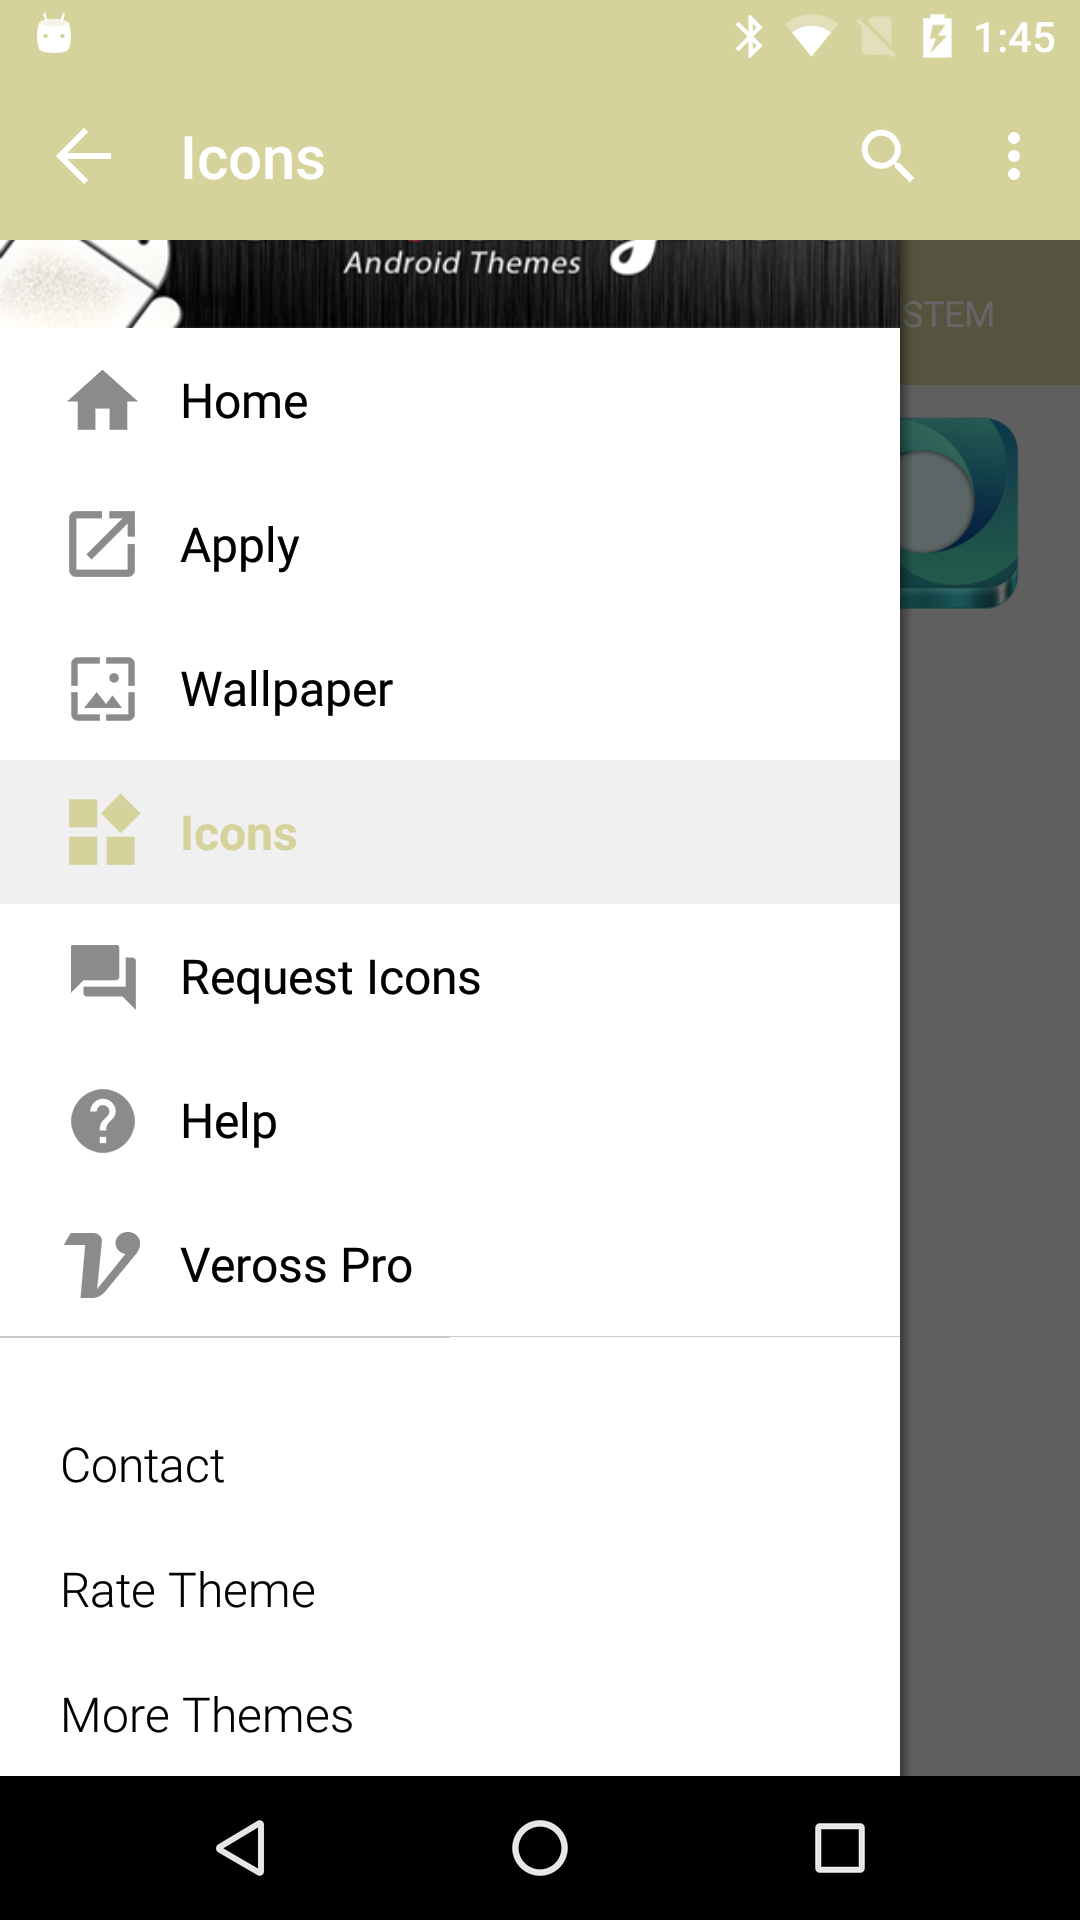 1:45
Icons
Android Themes
STEM
Home
Apply
Wallpaper
Icons
Request Icons
Help
Veross Pro
Contact
Rate Theme
More Themes